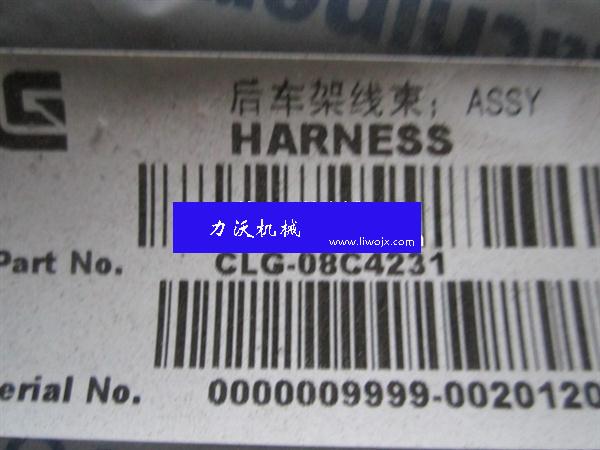 后车架线束；ASSY
HARNESS
力沃机械
www.liwojx.com
Part No. CLG-08C4231
Serial No. 0000009999-0020120